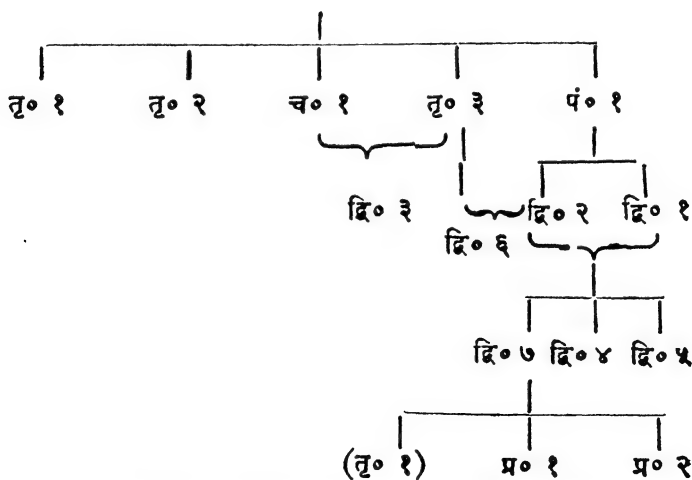 तृ० १ तृ० २ च० १ तृ० ३ पं० १
द्वि० ३ द्वि० २ द्वि० १
द्वि० ६
द्वि० ७ द्वि० ४ द्वि० ५
(तृ० १) प्र० १ प्र० २